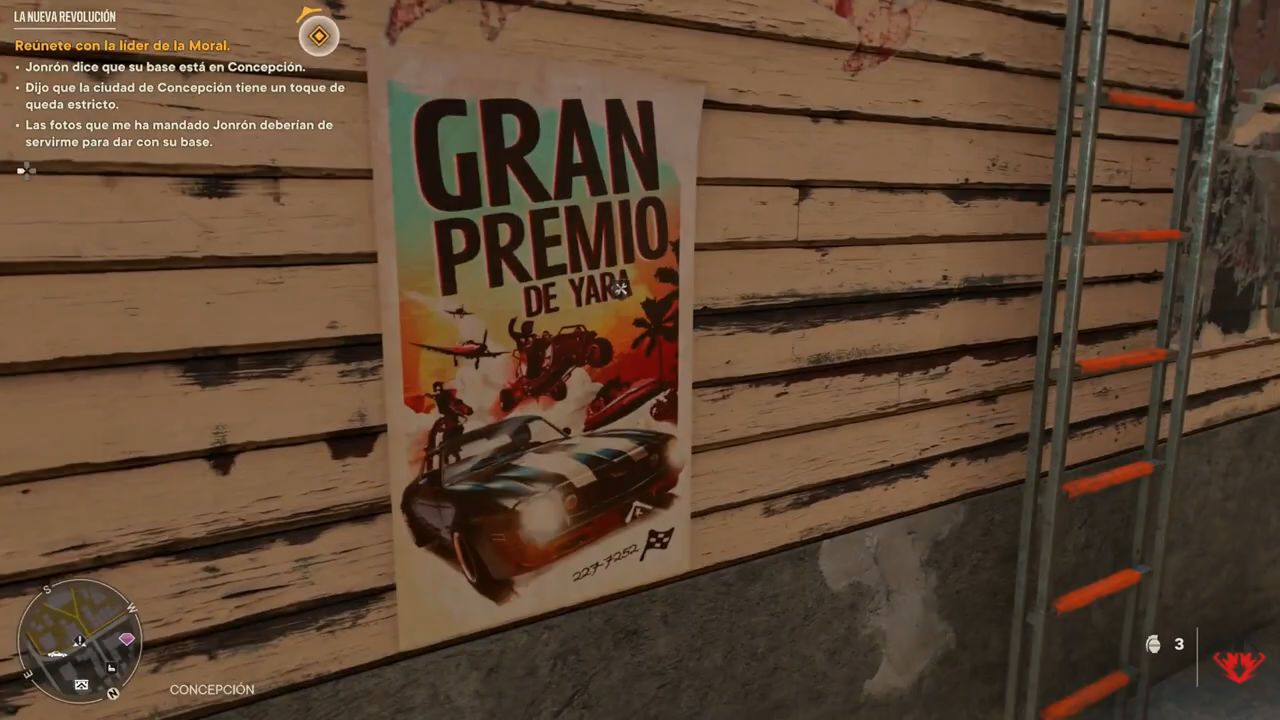 LA NUEVA REVOLUCIÓN
Reúnete con la líder de la Moral.
• Jonrón dice que su base está en Concepción.
• Dijo que la ciudad de Concepción tiene un toque de
queda estricto.
• Las fotos que me ha mandado Jonrón deberían de
servirme para dar con su base.
GRAN
PREMIO
DE YARA
227-7252
S
W
E
N
CONCEPCIÓN
3